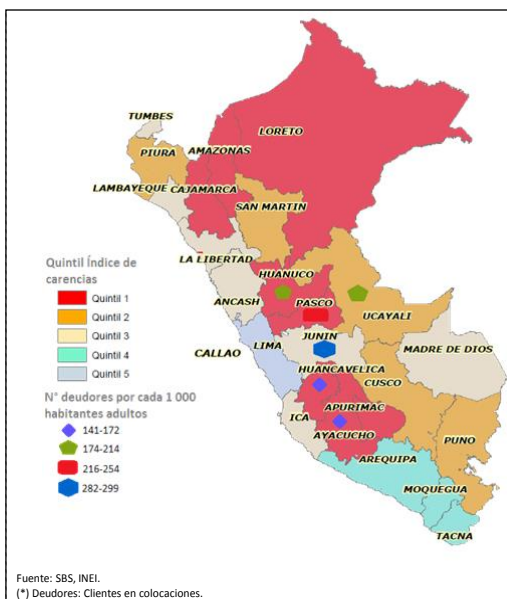 TUMBES
LORETO
AMAZONAS
PIURA
LAMBAYEQUE
CAJAMARCA
SAN MARTIN
LA LIBERTAD
HUANUCO
ANCASH
PASCO
UCAYALI
LIMA
JUNIN
CALLAO
MADRE DE DIOS
HUANCAVELICA
CUSCO
ICA
APURIMAC
AYACUCHO
PUNO
AREQUIPA
MOQUEGUA
TACNA
Quintil Índice de
carencias
Quintil 1
Quintil 2
Quintil 3
Quintil 4
Quintil 5
N° deudores por cada 1 000
habitantes adultos
141-172
174-214
216-254
282-299
Fuente: SBS, INEI.
(*) Deudores: Clientes en colocaciones.